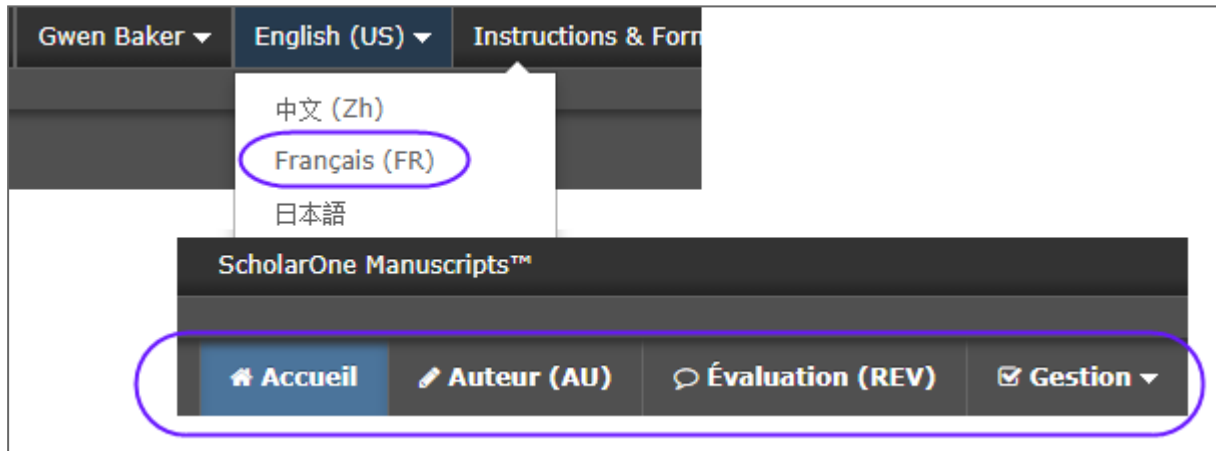 Gwen Baker English (US) Instructions &
中文 (Zh)
Français (FR)
日本語
ScholarOne Manuscripts™
Accueil Auteur (AU) Évaluation (REV) Gestion